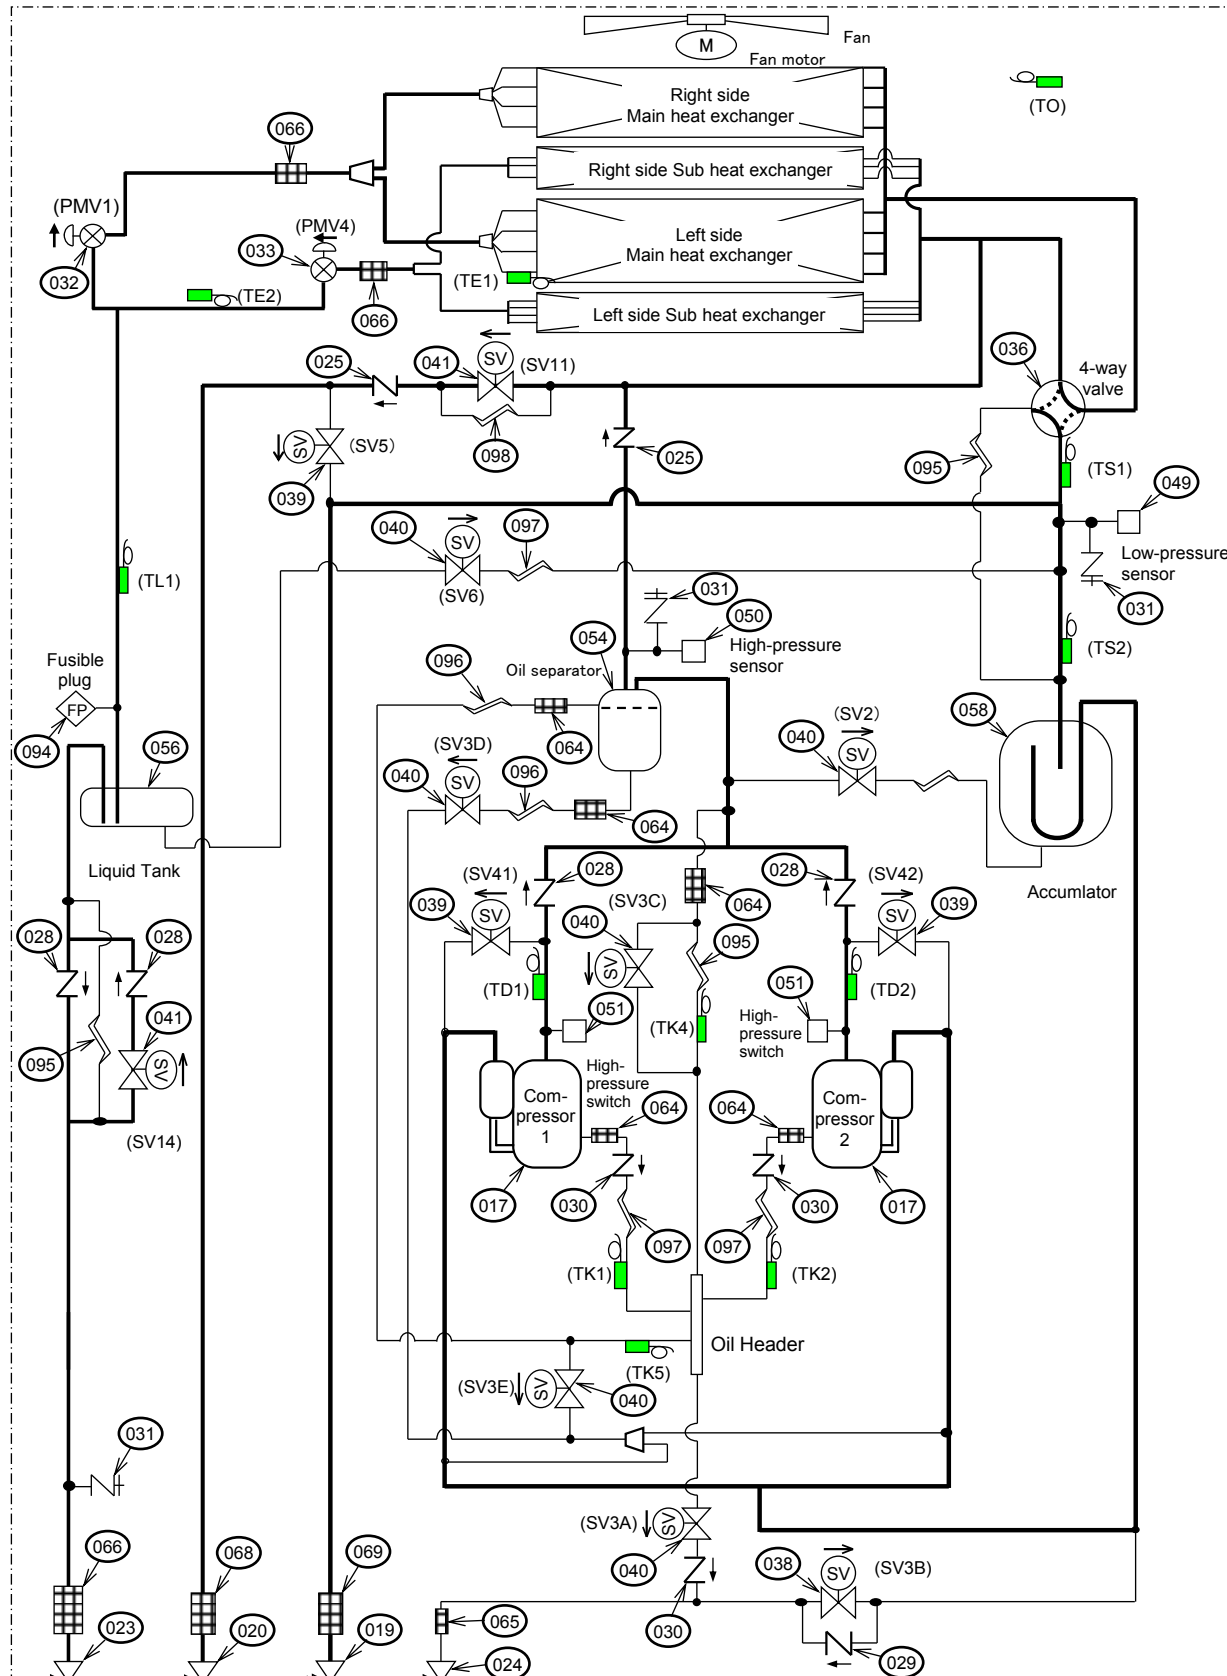 M
Fan
Fan motor
Right side
Main heat exchanger
(TO)
066
Right side Sub heat exchanger
(PMV1)
(PMV4)
033
Left side
Main heat exchanger
032
(TE1)
(TE2)
066
Left side Sub heat exchanger
025
041
SV
(SV11)
036
4-way
valve
SV
(SV5)
098
025
095
(TS1)
039
049
040
097
SV
Low-pressure
sensor
(TL1)
(SV6)
031
031
050
054
High-pressure
sensor
(TS2)
Fusible
plug
Oil separator
096
FP
058
(SV2)
094
056
064
(SV3D)
040
SV
040
SV
096
064
Liquid Tank
028
028
Accumlator
(SV41)
(SV42)
(SV3C)
064
039
SV
040
SV
039
028
028
095
SV
(TD1)
051
(TD2)
051
High-
pressure
switch
041
(TK4)
095
SV
High-
pressure
switch
Com-
pressor
1
Com-
pressor
2
064
064
(SV14)
017
030
030
017
097
097
(TK1)
(TK2)
Oil Header
(TK5)
(SV3E)
SV
040
031
(SV3A)
SV
066
068
069
040
038
SV
(SV3B)
065
023
020
019
024
030
029